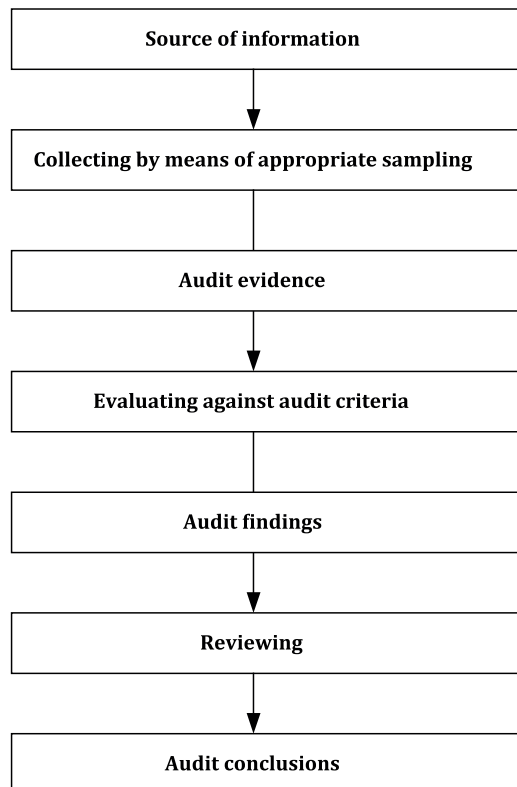 Source of information
Collecting by means of appropriate sampling
Audit evidence
Evaluating against audit criteria
Audit findings
Reviewing
Audit conclusions